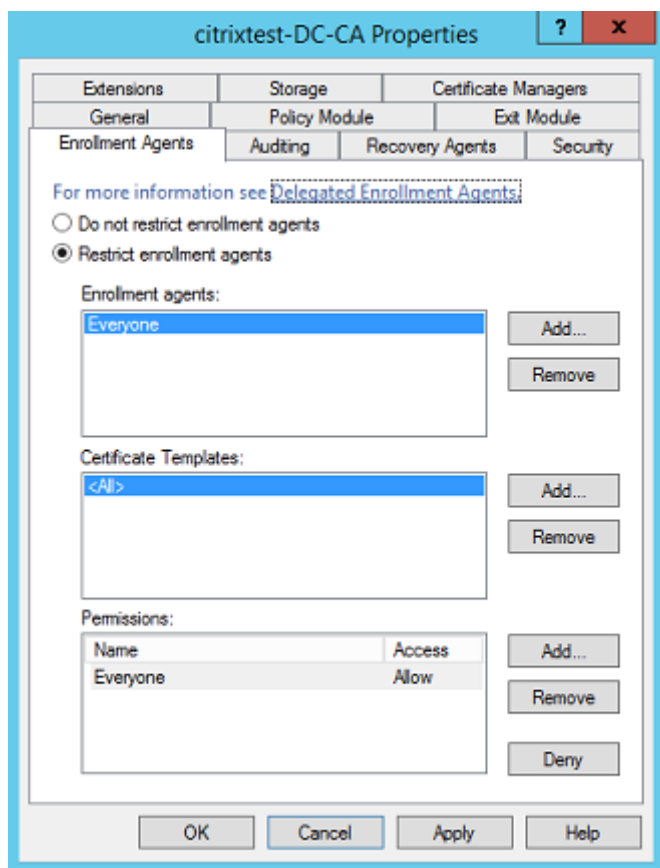 citrixtest-DC-CA Properties
?
x
Extensions Storage Certificate Managers
General Policy Module Exit Module
Enrollment Agents Auditing Recovery Agents Security
For more information see Delegated Enrollment Agents.
Do not restrict enrollment agents
Restrict enrollment agents
Enrollment agents:
Everyone
Add...
Remove
Certificate Templates:
<All>
Add...
Remove
Permissions:
Name Access
Everyone Allow
Add...
Remove
Deny
OK Cancel Apply Help